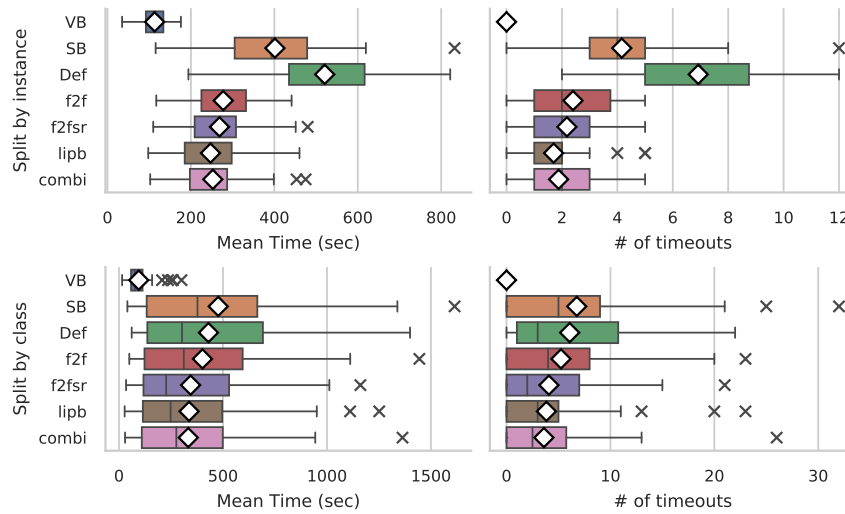 Split by instance
VB
SB
Def
f2f
f2fsr
lipb
combi
0 200 400 600 800
Mean Time (sec)
0 2 4 6 8 10 12
# of timeouts
Split by class
VB
SB
Def
f2f
f2fsr
lipb
combi
0 500 1000 1500
Mean Time (sec)
0 10 20 30
# of timeouts